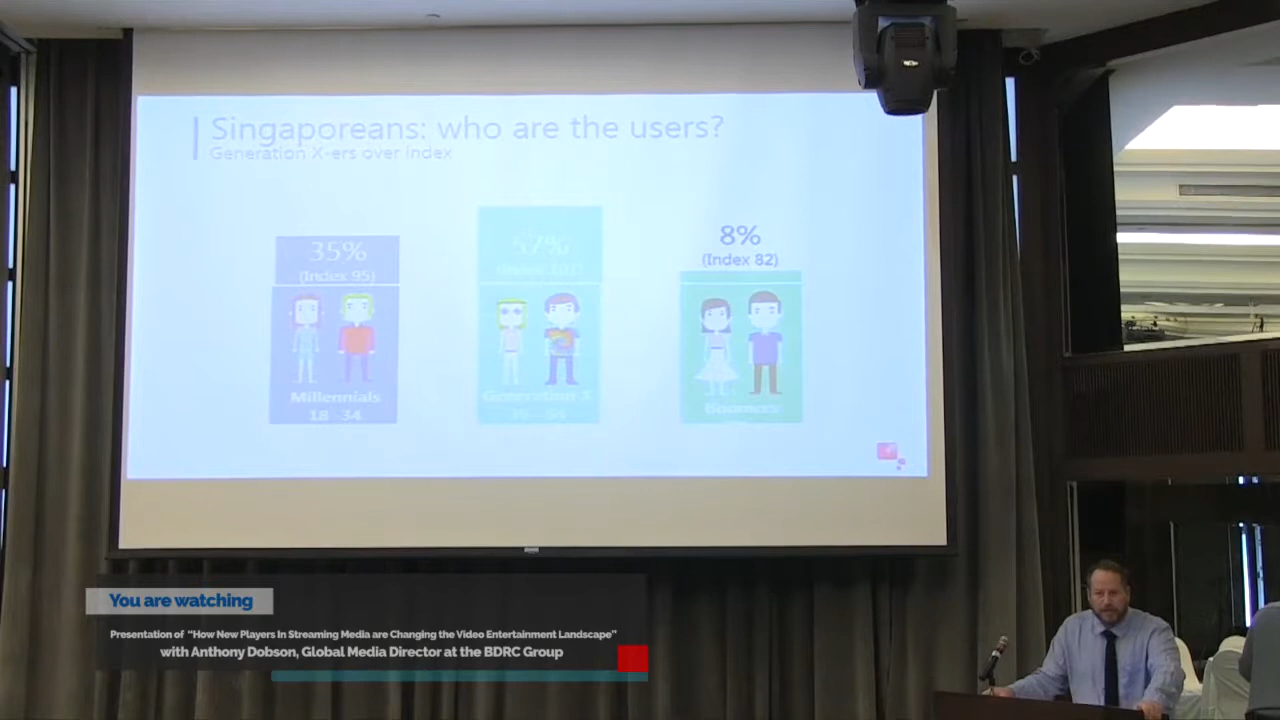 Singaporeans: who are the users?
Generation X-ers over index
35%
(Index 95)
Millennials
18 -34
57%
Generation X
8%
(Index 82)
Boomers
You are watching
Presentation of "How New Players In Streaming Media are Changing the Video Entertainment Landscape"
with Anthony Dobson, Global Media Director at the BDRC Group